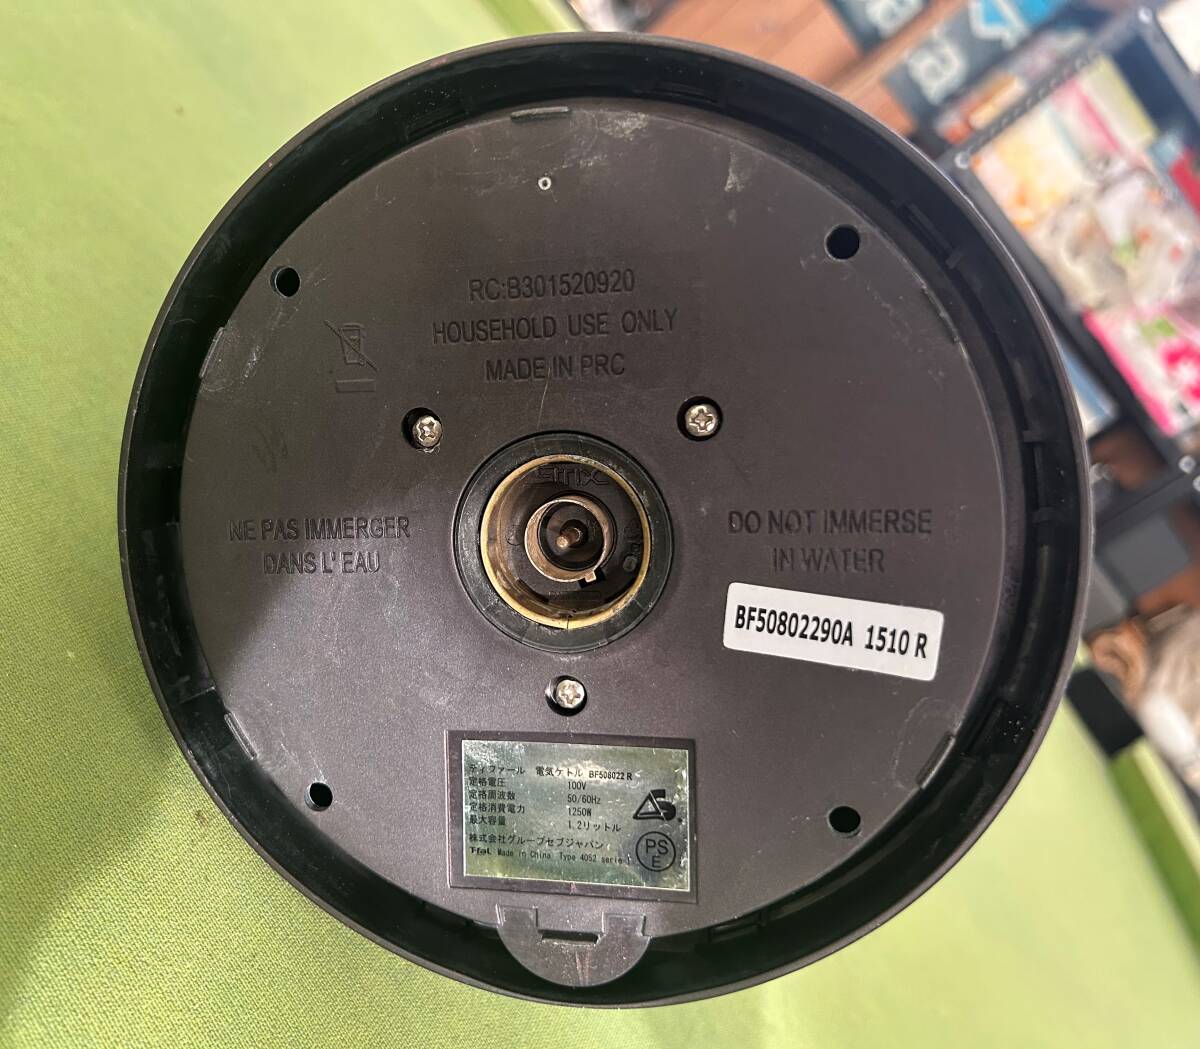 RC:B301520920
HOUSEHOLD USE ONLY
MADE IN PRC
STRIX
NE PAS IMMERGER
DANS L'EAU
DO NOT IMMERSE
IN WATER
BF50802290A 1510 R
ティファール 電気ケトル BF508022 R
定格電圧 100V
定格周波数 50/60Hz
定格消費電力 1250W
最大容量 1.2リットル
株式会社グループセブジャパン
T-faL Made in China Type 4052 serie 1
PS
E